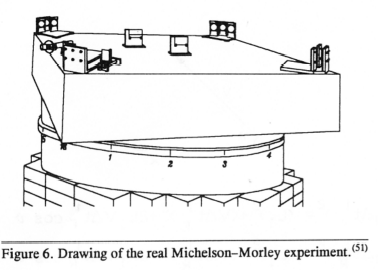 1 2 3 4
Figure 6. Drawing of the real Michelson–Morley experiment.(51)